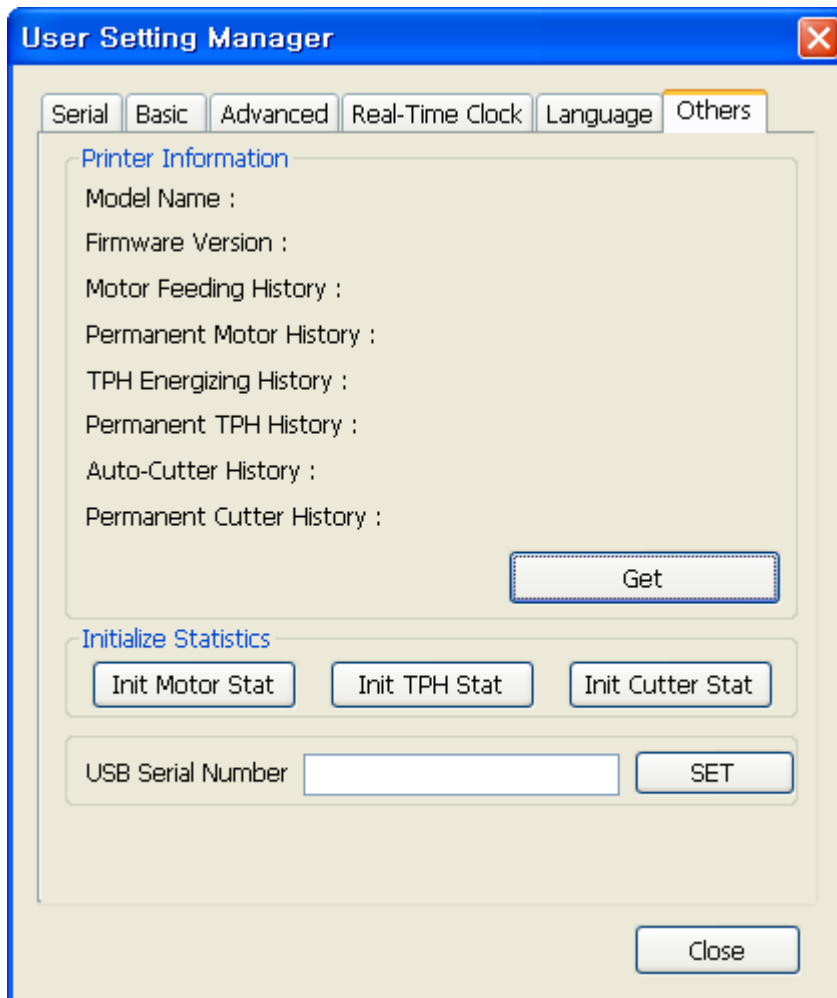 User Setting Manager
Serial Basic Advanced Real-Time Clock Language Others
Printer Information
Model Name :
Firmware Version :
Motor Feeding History :
Permanent Motor History :
TPH Energizing History :
Permanent TPH History :
Auto-Cutter History :
Permanent Cutter History :
Get
Initialize Statistics
Init Motor Stat Init TPH Stat Init Cutter Stat
USB Serial Number SET
Close